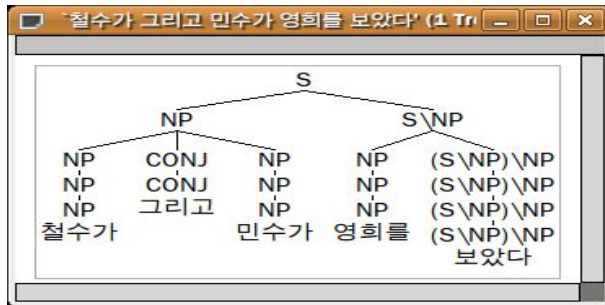 `철수가 그리고 민수가 영희를 보았다' (1 Tr
S
NP S\NP
NP CONJ NP NP (S\NP)\NP
NP CONJ NP NP (S\NP)\NP
NP 그리고 NP NP (S\NP)\NP
철수가 민수가 영희를 (S\NP)\NP
보았다